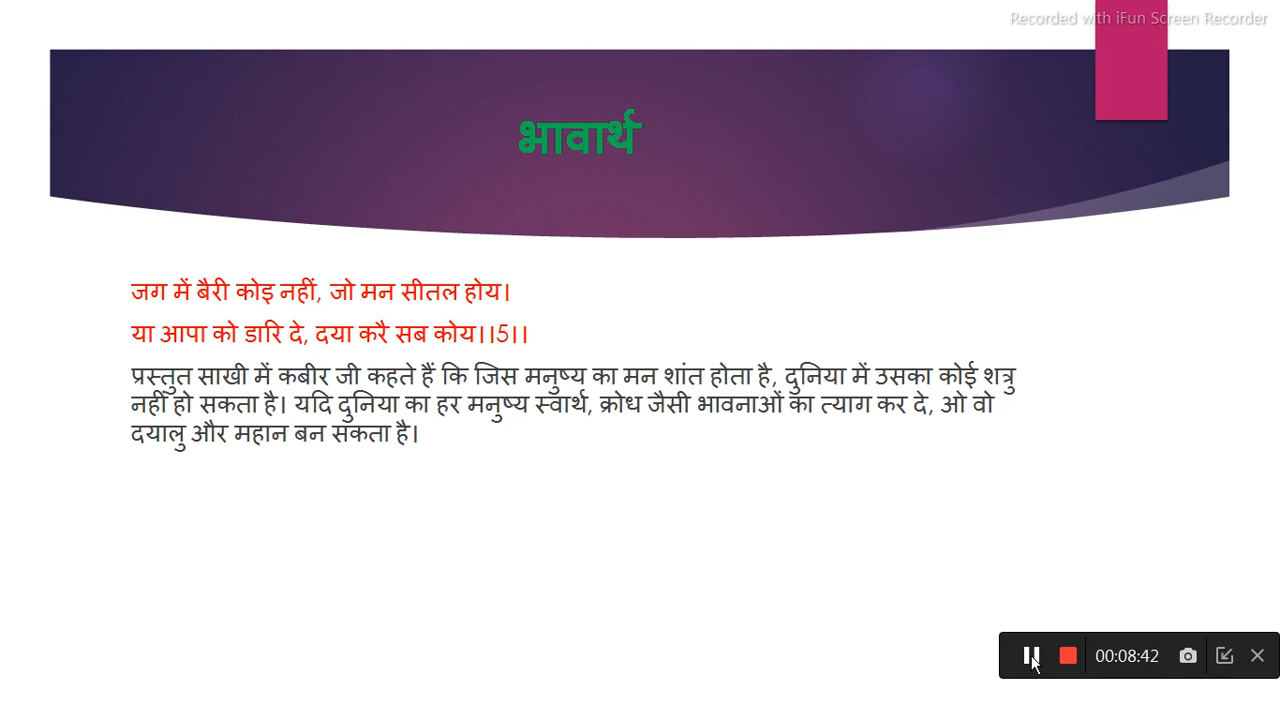 Recorded with iFun Screen Recorder
भावार्थ
जग में बैरी कोइ नहीं, जो मन सीतल होय।
या आपा को डारि दे, दया करै सब कोय।।5।।
प्रस्तुत साखी में कबीर जी कहते हैं कि जिस मनुष्य का मन शांत होता है, दुनिया में उसका कोई शत्रु
नहीं हो सकता है। यदि दुनिया का हर मनुष्य स्वार्थ, क्रोध जैसी भावनाओं का त्याग कर दे, ओ वो
दयालु और महान बन सकता है।
00:08:42